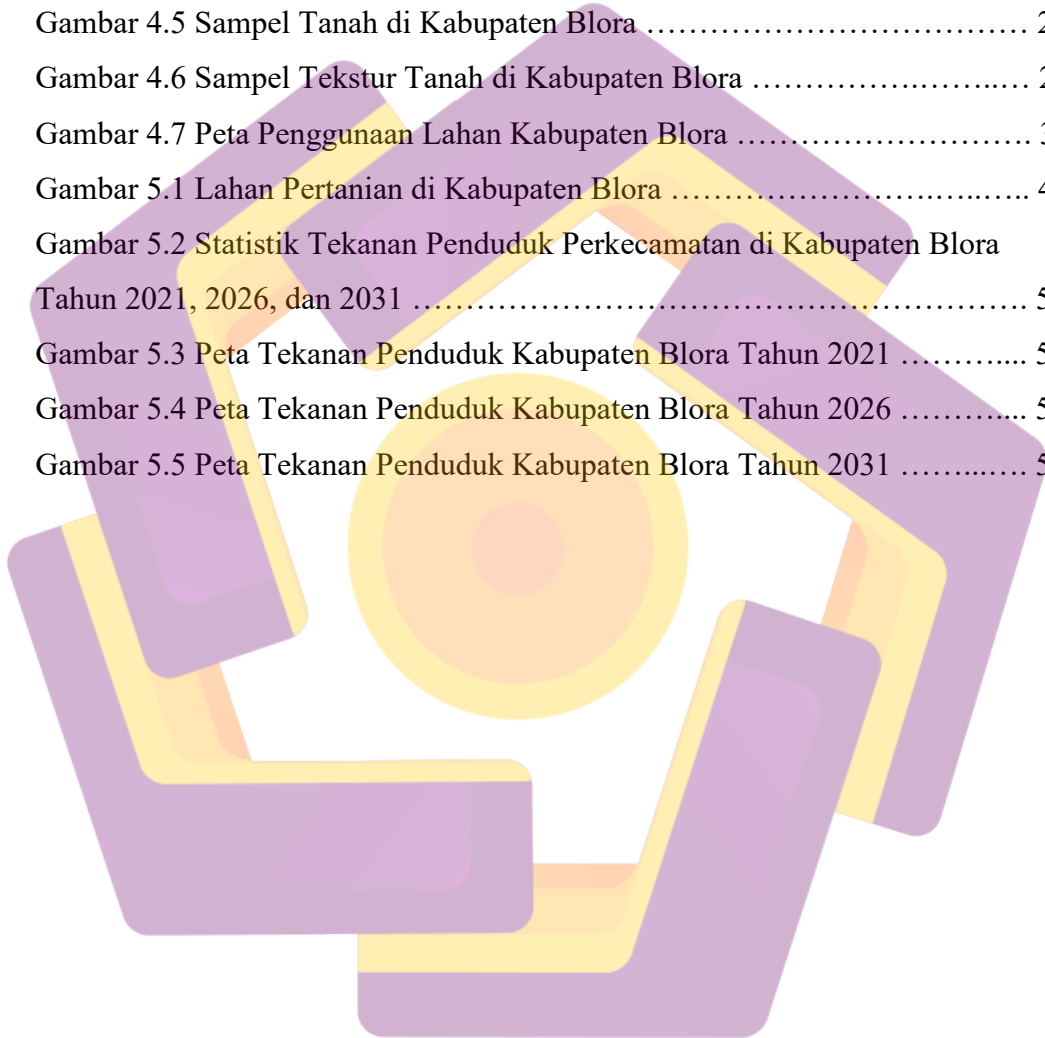 Gambar 4.5 Sampel Tanah di Kabupaten Blora ……………………………… 2
Gambar 4.6 Sampel Tekstur Tanah di Kabupaten Blora …………….……..… 2
Gambar 4.7 Peta Penggunaan Lahan Kabupaten Blora ………………………. 3
Gambar 5.1 Lahan Pertanian di Kabupaten Blora ……..………………….….. 4
Gambar 5.2 Statistik Tekanan Penduduk Perkecamatan di Kabupaten Blora
Tahun 2021, 2026, dan 2031 ………………………………………………… 5
Gambar 5.3 Peta Tekanan Penduduk Kabupaten Blora Tahun 2021 ……….... 5
Gambar 5.4 Peta Tekanan Penduduk Kabupaten Blora Tahun 2026 ……….... 5
Gambar 5.5 Peta Tekanan Penduduk Kabupaten Blora Tahun 2031 ……...…. 5